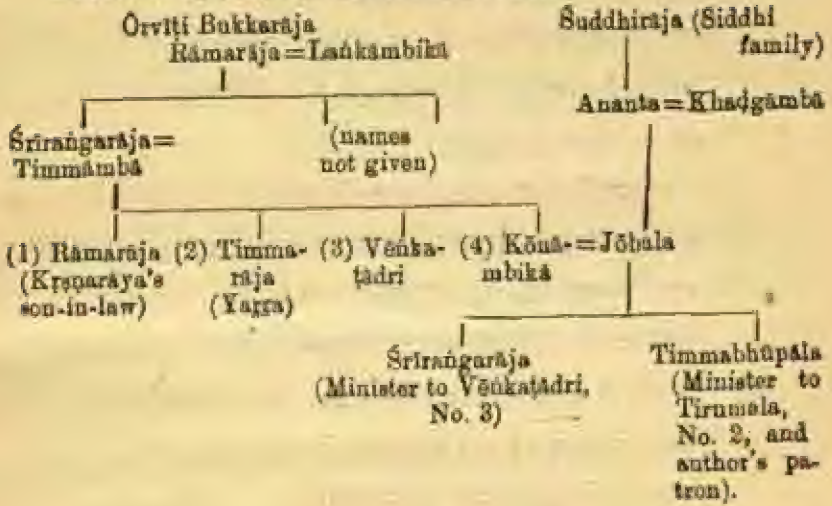 Ōrvīṭi Bukkarāja
Rāmarāja=Laṅkāmbikā
Śuddhirāja (Siddhi
family)
Ananta=Khaḍgāmbā
Śrīraṅgarāja=
Timmāmbā
(names
not given)
(1) Rāmarāja (2) Timma- (3) Vēṅka- (4) Kōnā-=Jōbala
(Kṛṣṇarāya's rāja ṭādri mbikā
son-in-law) (Yaṟṟa)
Śrīraṅgarāja
(Minister to Vēṅkaṭādri,
No. 3)
Timmabhūpāla
(Minister to
Tirumala,
No. 2, and
author's pa-
tron).